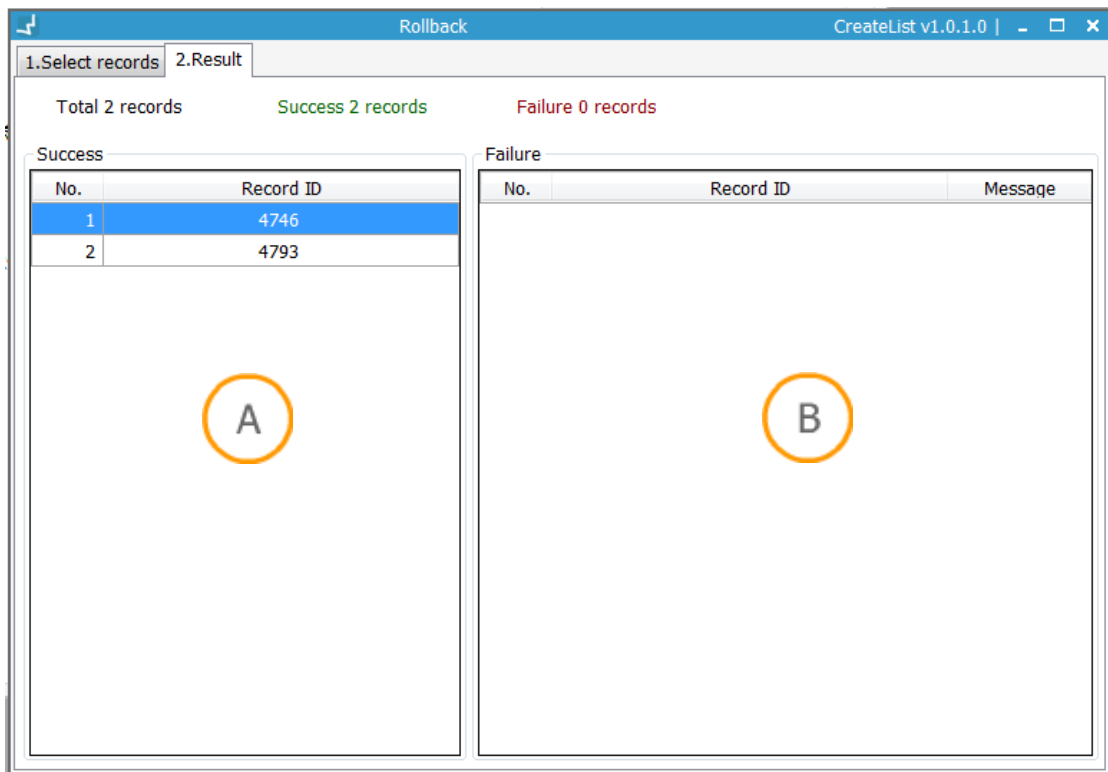 Rollback CreateList v1.0.1.0 |
1.Select records 2.Result
Total 2 records Success 2 records Failure 0 records
Success
No. Record ID
1 4746
2 4793
A
Failure
No. Record ID Message
B